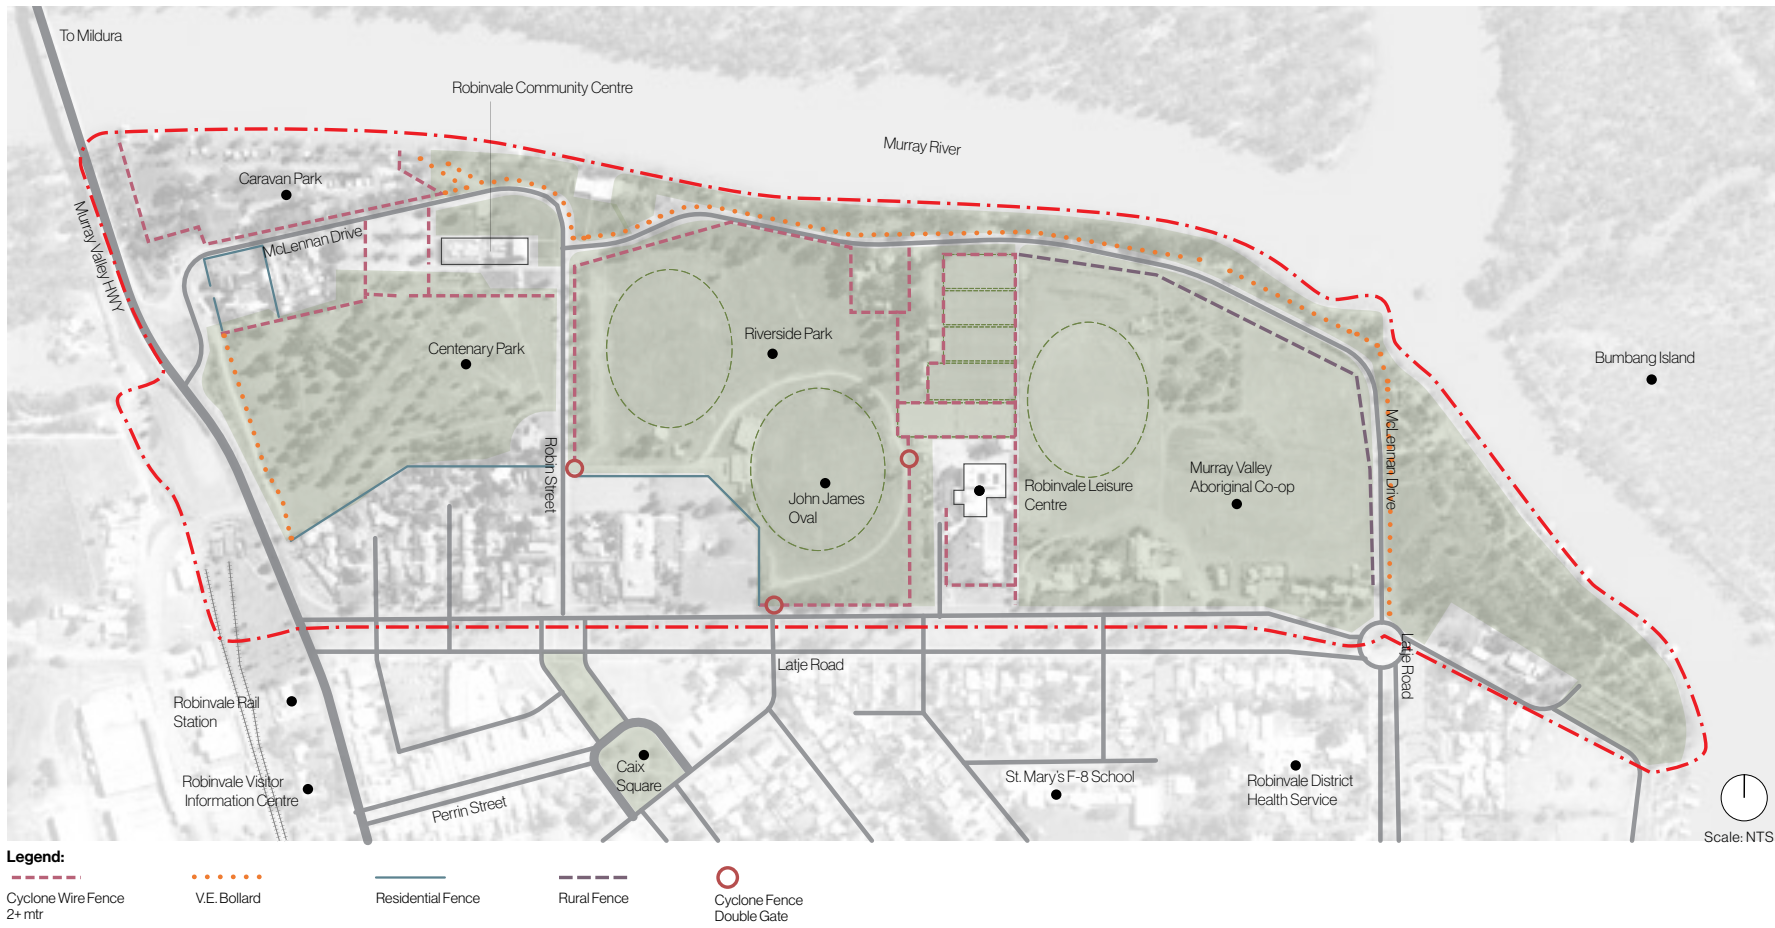 To Mildura
Robinvale Community Centre
Murray River
Caravan Park
Murray Valley HWY
McLennan Drive
Centenary Park
Riverside Park
Bumbang Island
Robin Street
John James
Oval
Robinvale Leisure
Centre
Murray Valley
Aboriginal Co-op
McLennan Drive
Latje Road
Latje Road
Robinvale Rail
Station
Robinvale Visitor
Information Centre
Caix
Square
Perrin Street
St. Mary's F-8 School
Robinvale District
Health Service
Scale: NTS
Legend:
Cyclone Wire Fence
2+ mtr
V.E. Bollard
Residential Fence
Rural Fence
Cyclone Fence
Double Gate